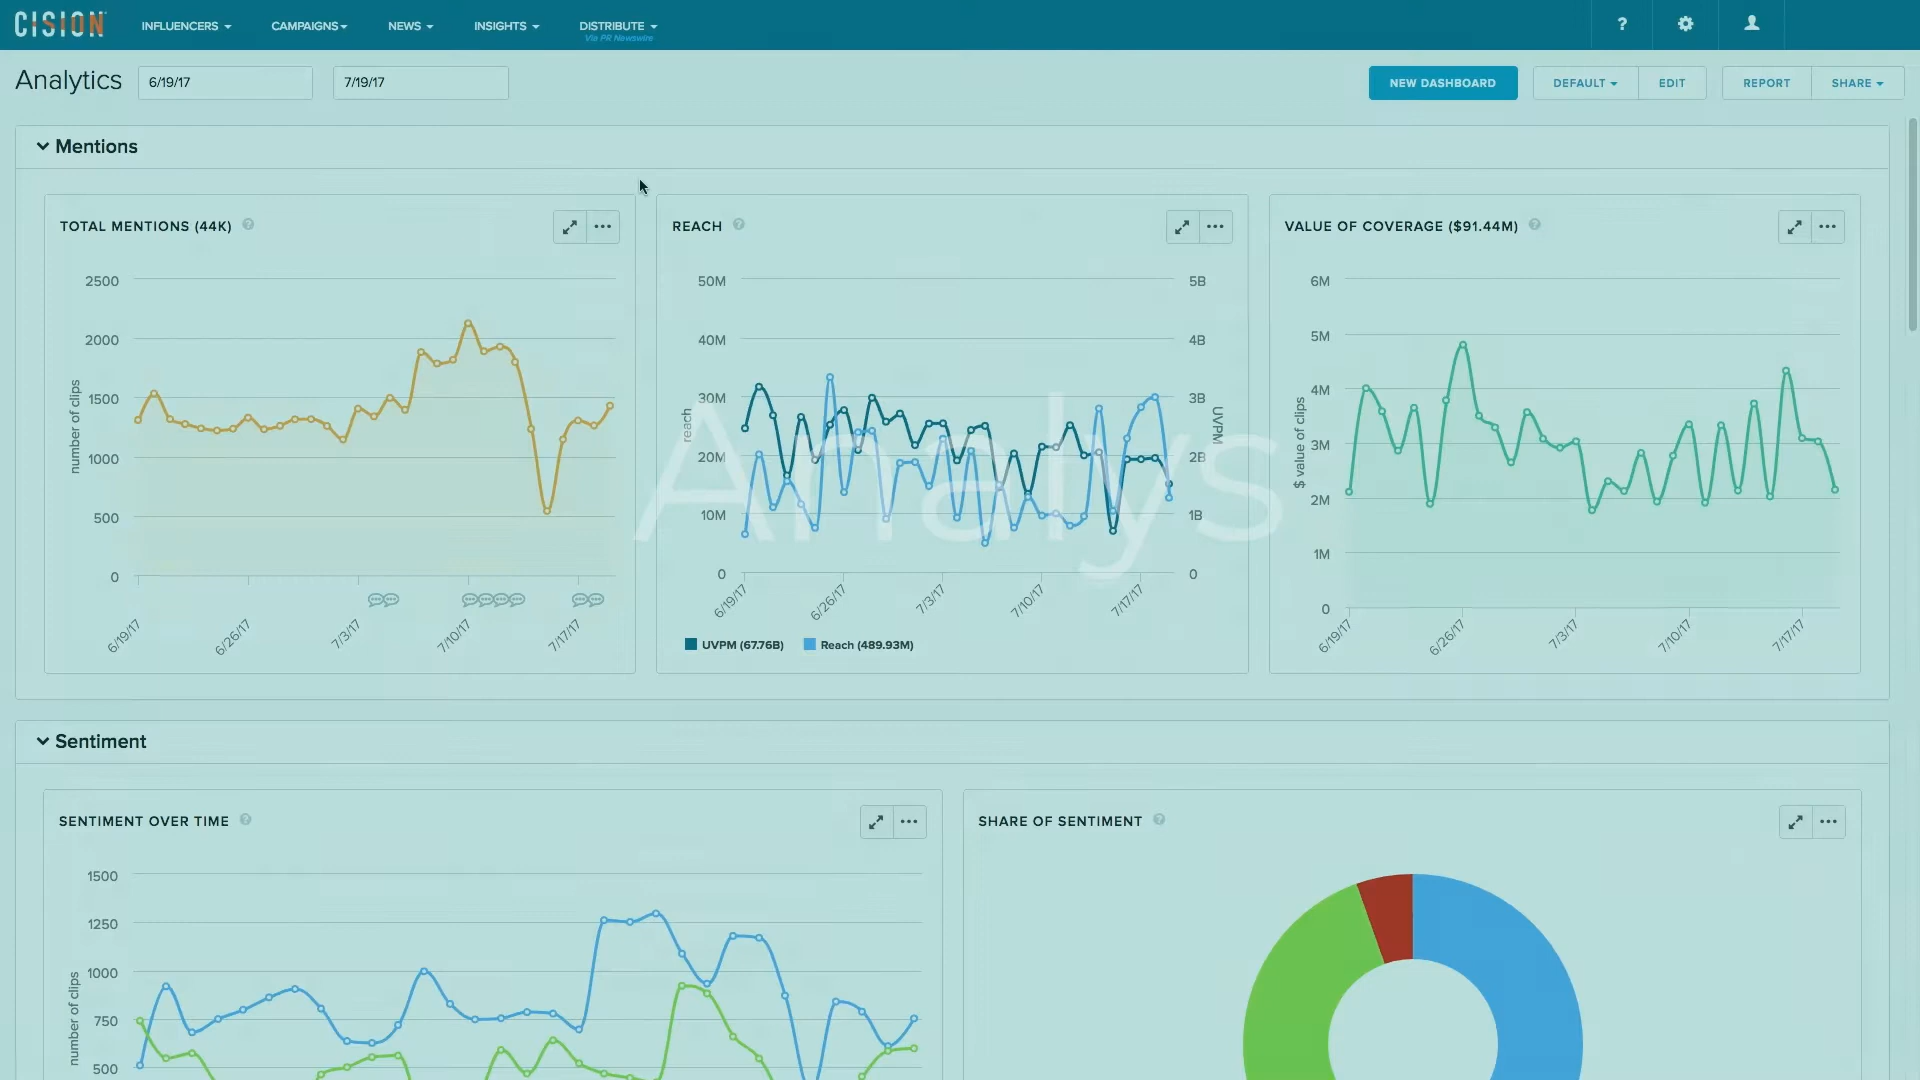 CISION
INFLUENCERS CAMPAIGNS NEWS INSIGHTS DISTRIBUTE
Via PR Newswire
?
Analytics 6/19/17 7/19/17 NEW DASHBOARD DEFAULT EDIT REPORT SHARE
Mentions
TOTAL MENTIONS (44K) ?
number of clips
2500
2000
1500
1000
500
0
6/19/17 6/26/17 7/3/17 7/10/17 7/17/17
REACH ?
reach
50M
40M
30M
20M
10M
0
UVPM
5B
4B
3B
2B
1B
0
6/19/17 6/26/17 7/3/17 7/10/17 7/17/17
UVPM (67.76B) Reach (489.93M)
VALUE OF COVERAGE ($91.44M) ?
$ value of clips
6M
5M
4M
3M
2M
1M
0
6/19/17 6/26/17 7/3/17 7/10/17 7/17/17
Analys
Sentiment
SENTIMENT OVER TIME ?
number of clips
1500
1250
1000
750
500
SHARE OF SENTIMENT ?